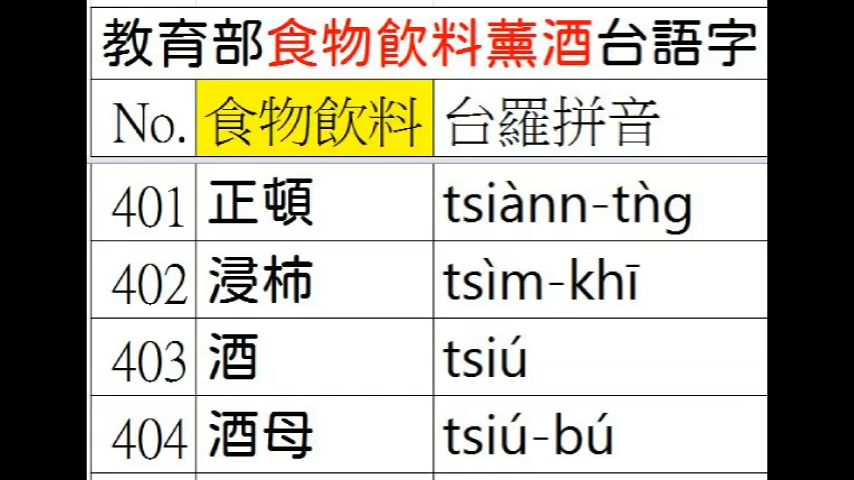 教育部食物飲料薰酒台語字
No. 食物飲料 台羅拼音
401 正頓 tsiànn-tǹg
402 浸柿 tsìm-khī
403 酒 tsiú
404 酒母 tsiú-bú